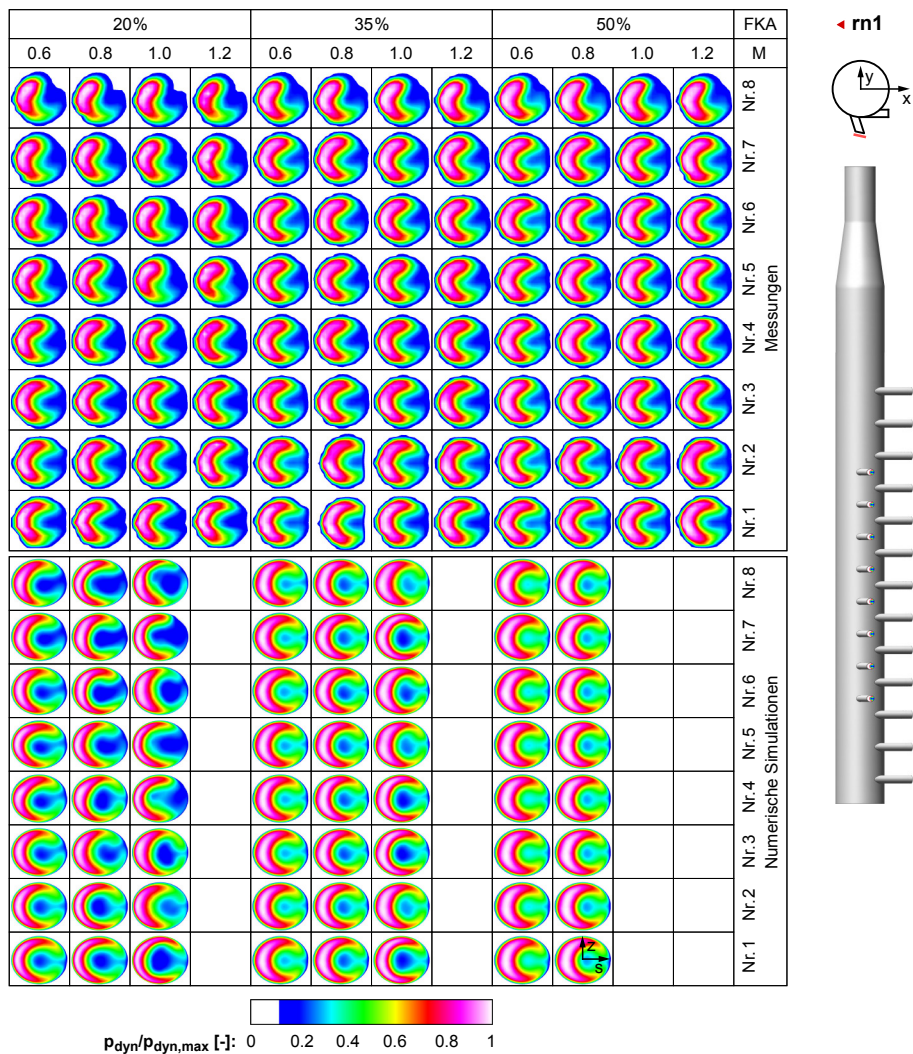 20% 35% 50% FKA
0.6 0.8 1.0 1.2 0.6 0.8 1.0 1.2 0.6 0.8 1.0 1.2 M
Nr. 8
Nr. 7
Nr. 6
Nr. 5
Nr. 4
Nr. 3
Nr. 2
Nr. 1
Messungen
Nr. 8
Nr. 7
Nr. 6
Nr. 5
Nr. 4
Nr. 3
Nr. 2
Nr. 1
Numerische Simulationen
z
s
pdyn/pdyn,max [-]: 0 0.2 0.4 0.6 0.8 1
rn1
y
x